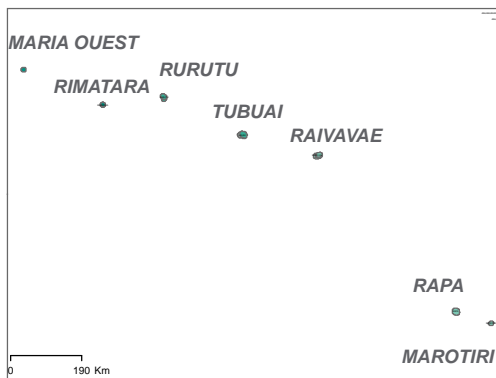 MARIA OUEST
RURUTU
RIMATARA
TUBUAI
RAIVAVAE
RAPA
MAROTIRI
0 190 Km